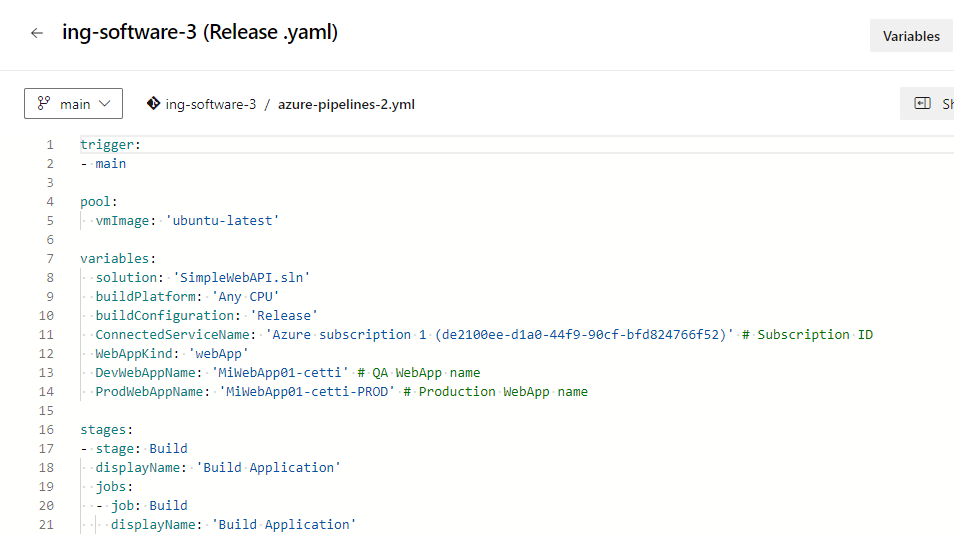 ing-software-3 (Release .yaml)
Variables
main
ing-software-3 / azure-pipelines-2.yml
1 trigger:
2 - main
3
4 pool:
5   vmImage: 'ubuntu-latest'
6
7 variables:
8   solution: 'SimpleWebAPI.sln'
9   buildPlatform: 'Any CPU'
10   buildConfiguration: 'Release'
11   ConnectedServiceName: 'Azure subscription 1 (de2100ee-d1a0-44f9-90cf-bfd824766f52)' # Subscription ID
12   WebAppKind: 'webApp'
13   DevWebAppName: 'MiWebApp01-cetti' # QA WebApp name
14   ProdWebAppName: 'MiWebApp01-cetti-PROD' # Production WebApp name
15
16 stages:
17 - stage: Build
18   displayName: 'Build Application'
19   jobs:
20   - job: Build
21     displayName: 'Build Application'